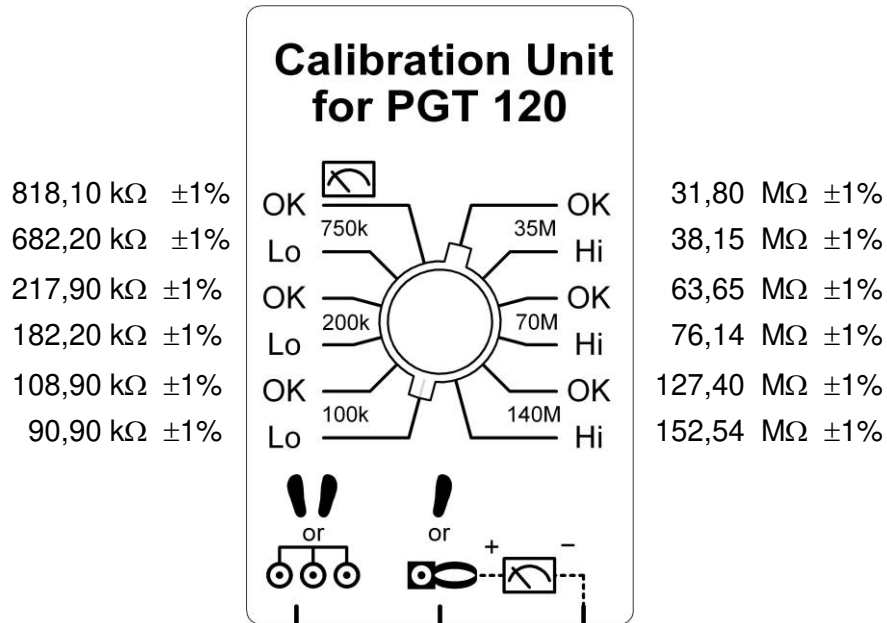 Calibration Unit
for PGT 120
818,10 kΩ ±1% OK 750k 35M OK 31,80 MΩ ±1%
682,20 kΩ ±1% Lo Hi 38,15 MΩ ±1%
217,90 kΩ ±1% OK 200k 70M OK 63,65 MΩ ±1%
182,20 kΩ ±1% Lo Hi 76,14 MΩ ±1%
108,90 kΩ ±1% OK 100k 140M OK 127,40 MΩ ±1%
90,90 kΩ ±1% Lo Hi 152,54 MΩ ±1%
or or
+ −